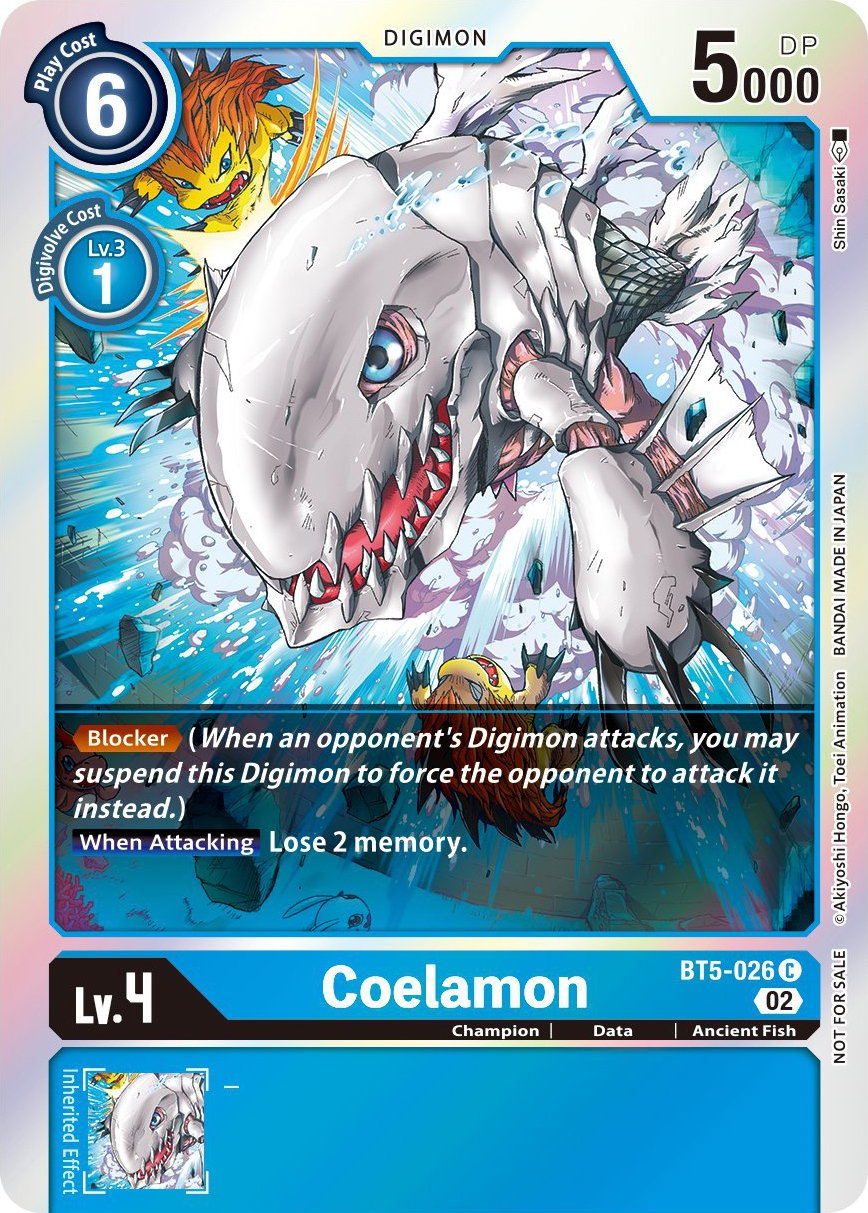 DIGIMON
Play Cost
6
DP
5000
Digivolve Cost
Lv.3
1
Shin Sasaki
Blocker (When an opponent's Digimon attacks, you may
suspend this Digimon to force the opponent to attack it
instead.)
When Attacking Lose 2 memory.
©Akiyoshi Hongo, Toei Animation BANDAI MADE IN JAPAN
NOT FOR SALE
Lv.4
Coelamon
BT5-026 C
02
Champion | Data | Ancient Fish
Inherited Effect
–